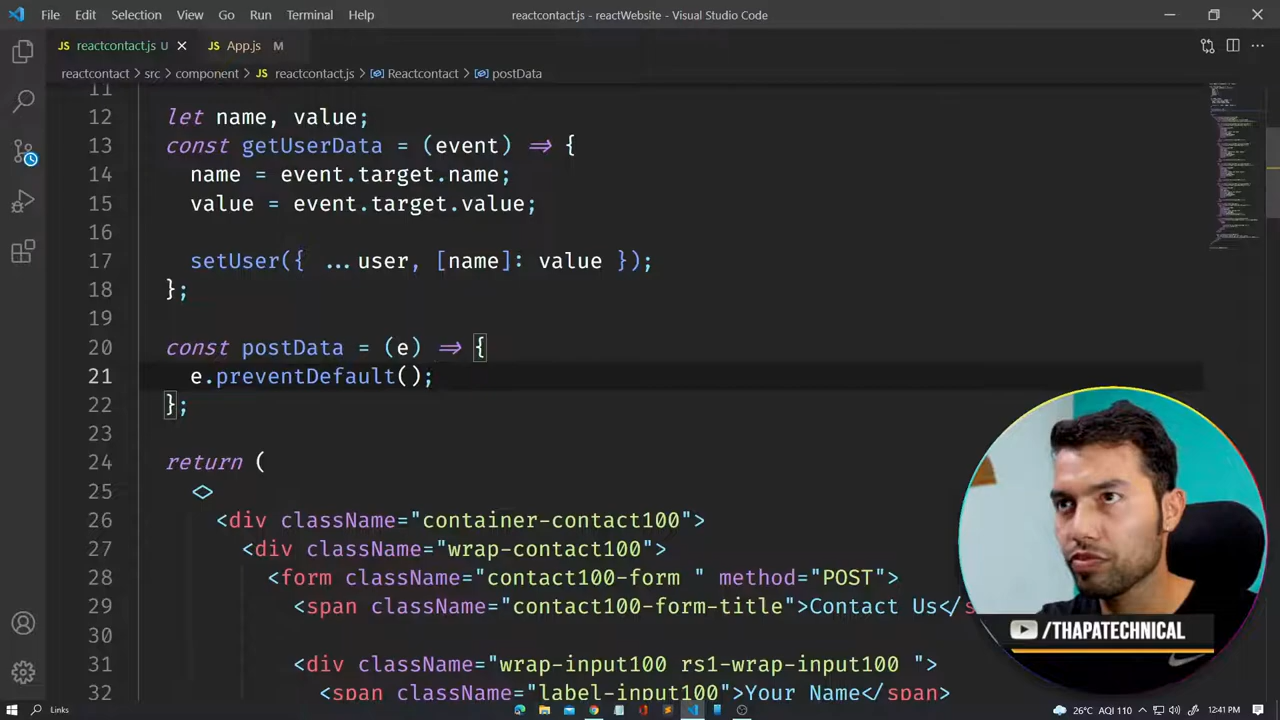 File Edit Selection View Go Run Terminal Help reactcontact.js - reactWebsite - Visual Studio Code
JS reactcontact.js U JS App.js M
reactcontact > src > component > JS reactcontact.js > Reactcontact > postData
11
12 let name, value;
13 const getUserData = (event) => {
14 name = event.target.name;
15 value = event.target.value;
16
17 setUser({ ...user, [name]: value });
18 };
19
20 const postData = (e) => {
21 e.preventDefault();
22 };
23
24 return (
25 <>
26 <div className="container-contact100">
27 <div className="wrap-contact100">
28 <form className="contact100-form " method="POST">
29 <span className="contact100-form-title">Contact Us</s
30
31 <div className="wrap-input100 rs1-wrap-input100 ">
32 <span className="label-input100">Your Name</span>
/THAPATECHNICAL
Links 26°C AQI 110 12:41 PM